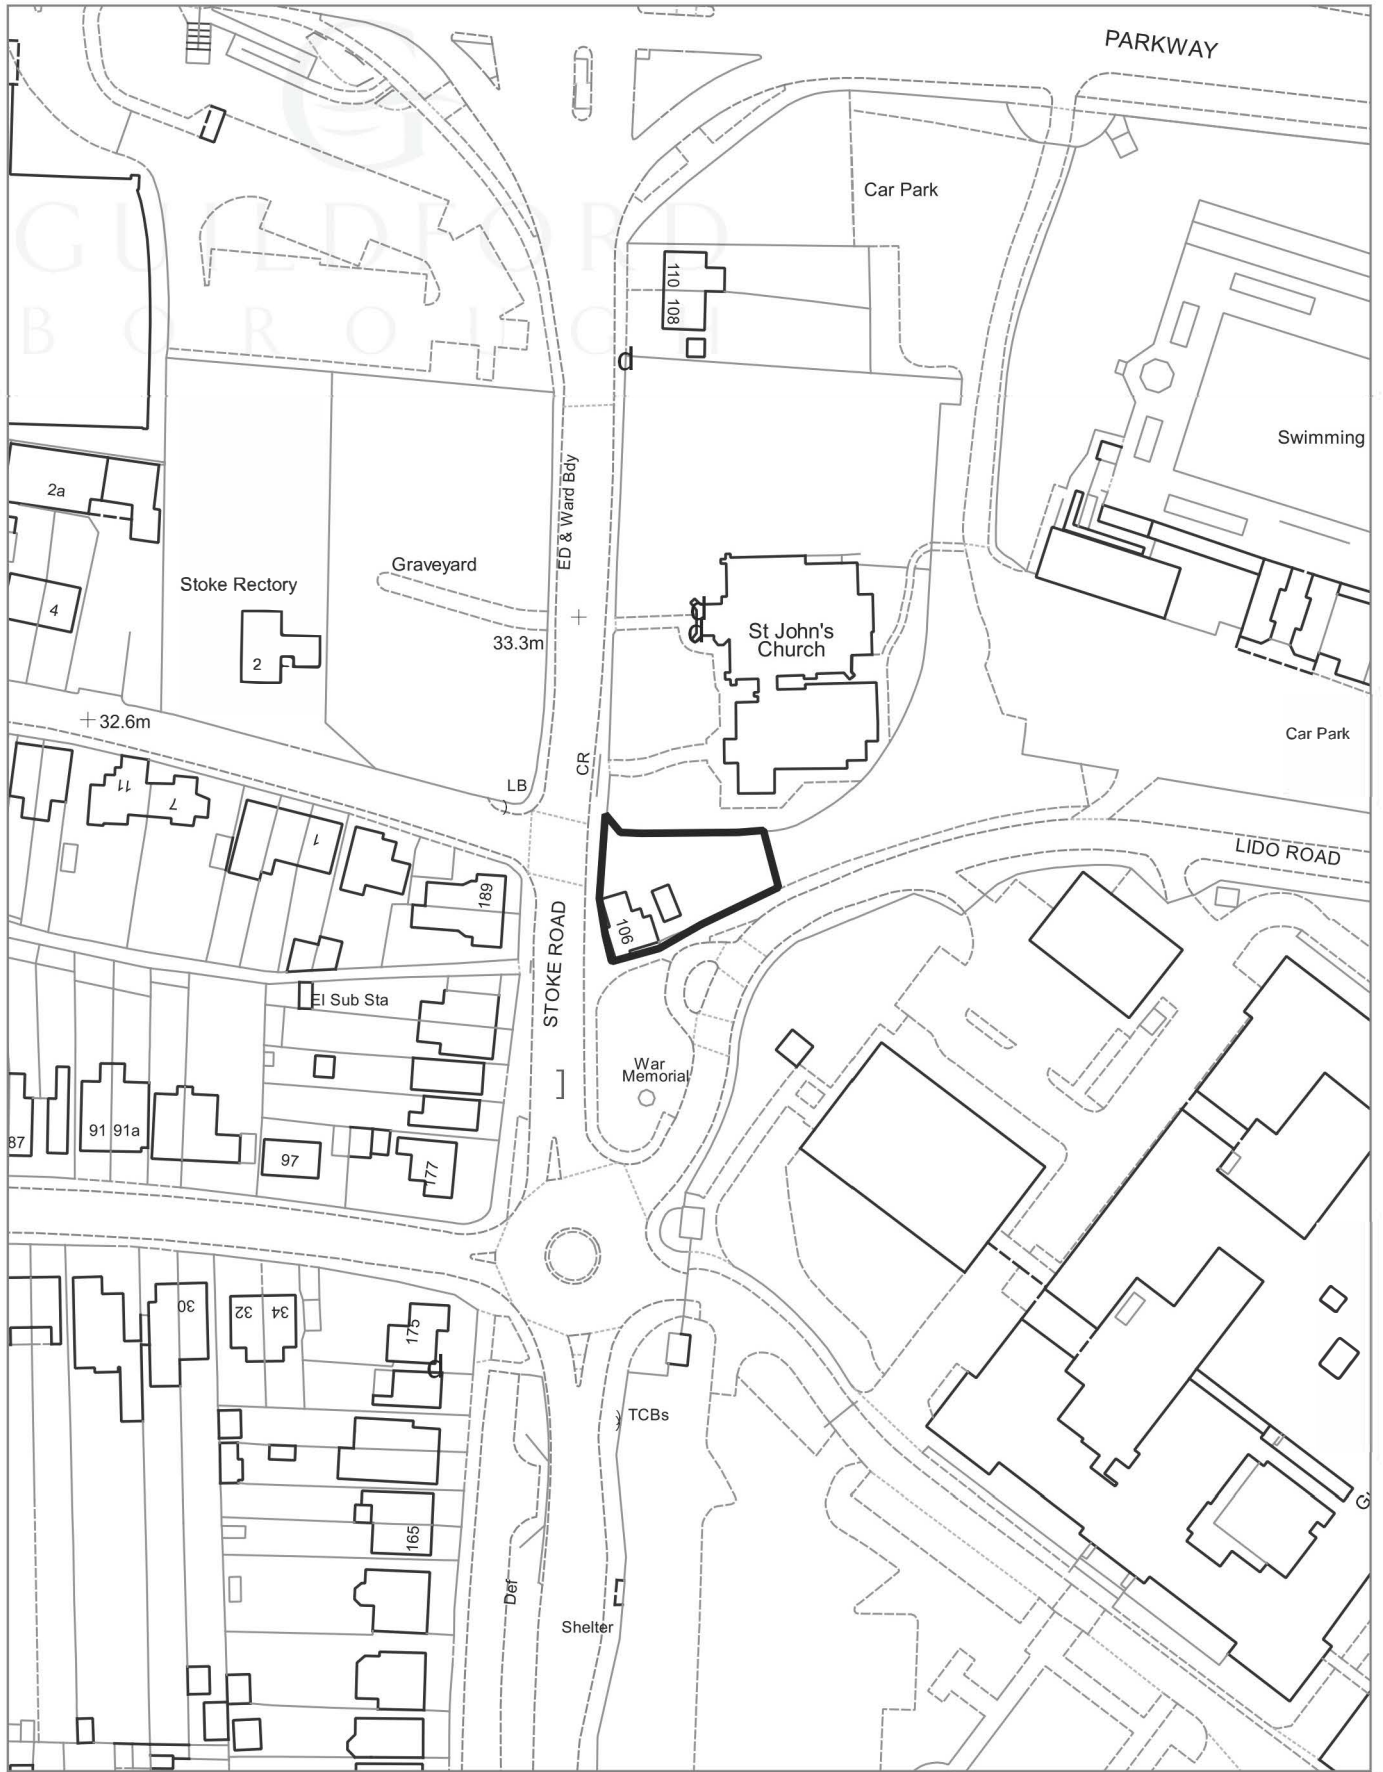 PARKWAY
GUILDFORD
BOROUGH
Car Park
110
108
d
Swimming
2a
ED & Ward Bdy
Graveyard
Stoke Rectory
4
d
St John's
Church
33.3m
2
32.6m
Car Park
CR
LB
11
7
1
LIDO ROAD
189
106
STOKE ROAD
El Sub Sta
War
Memorial
87
91
91a
97
177
30
32
34
175
d
TCBs
165
Def
Shelter